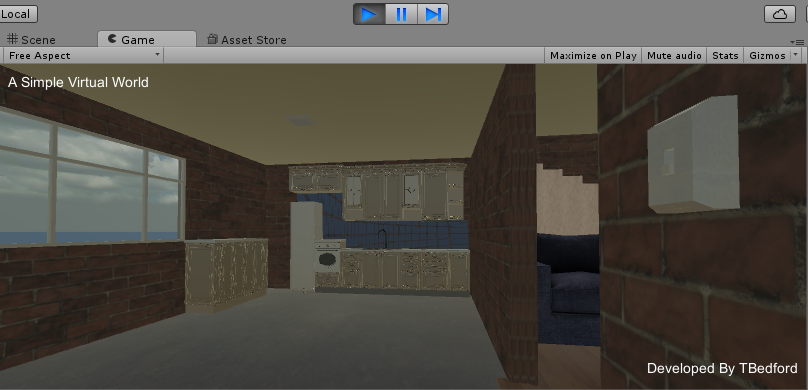 Local
Scene
Game
Asset Store
Free Aspect
Maximize on Play
Mute audio
Stats
Gizmos
A Simple Virtual World
Developed By TBedford